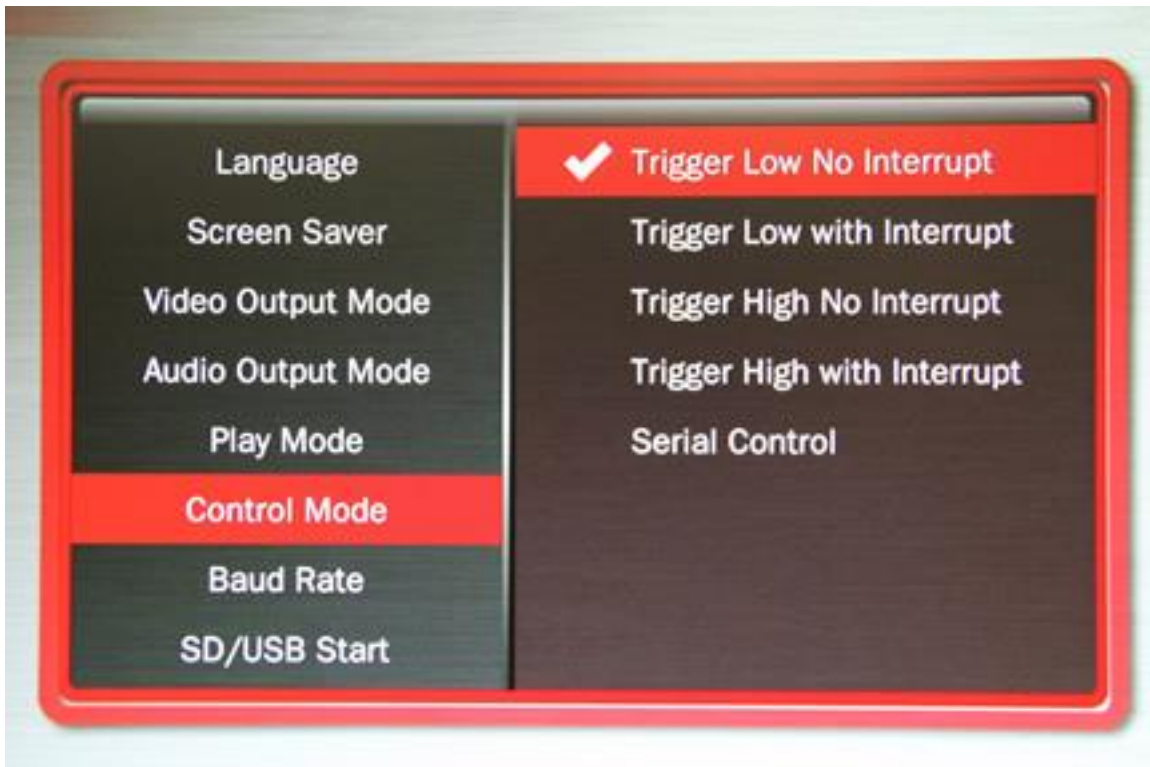 Language
Screen Saver
Video Output Mode
Audio Output Mode
Play Mode
Control Mode
Baud Rate
SD/USB Start
Trigger Low No Interrupt
Trigger Low with Interrupt
Trigger High No Interrupt
Trigger High with Interrupt
Serial Control